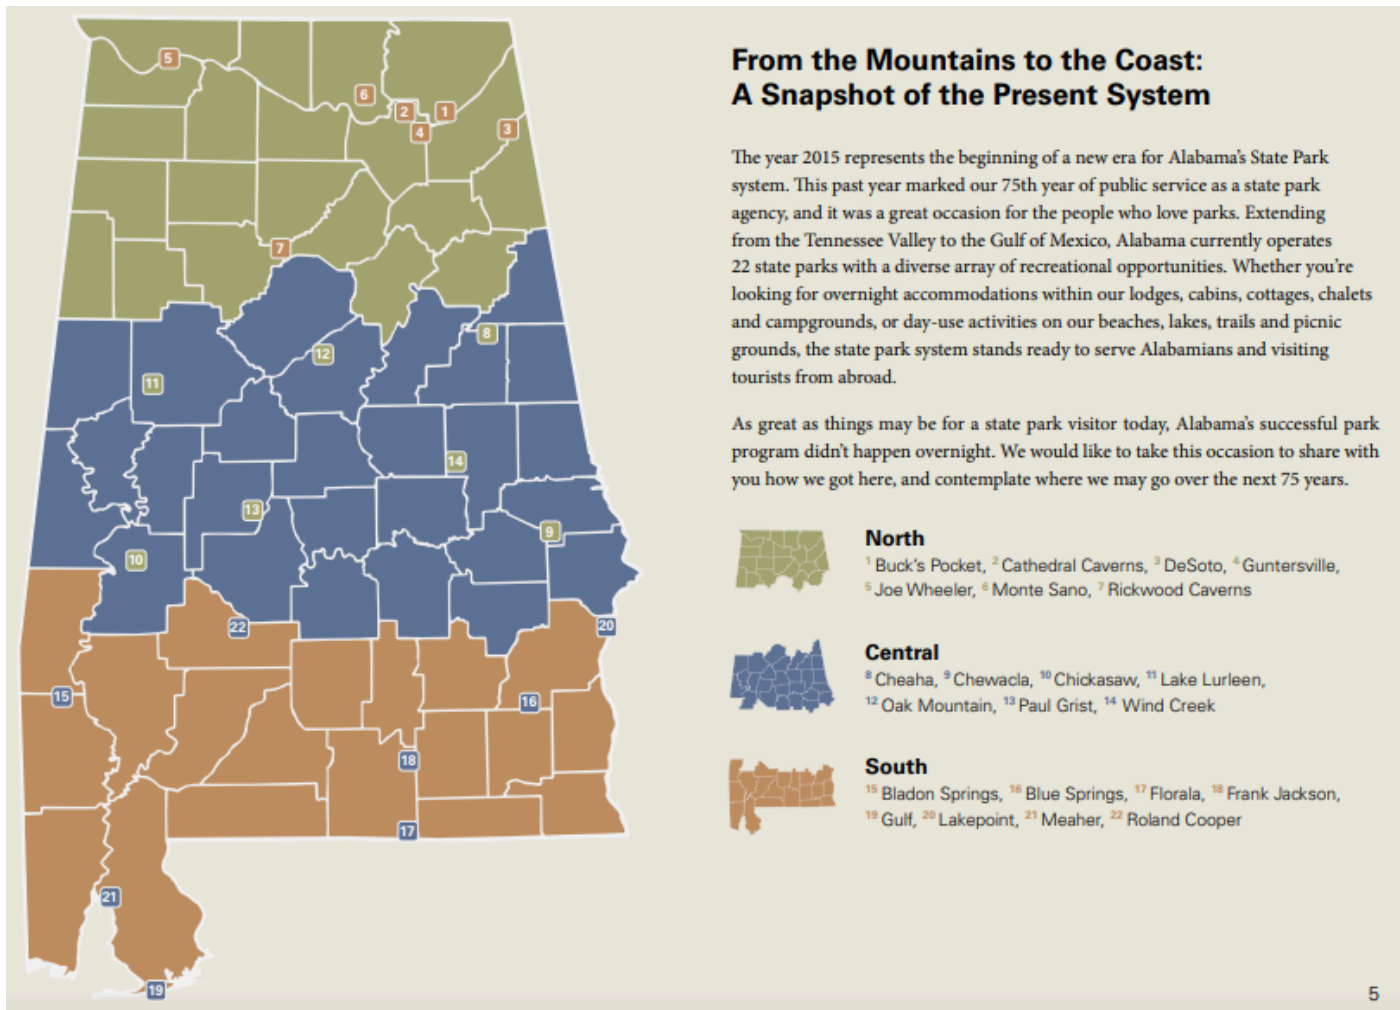 From the Mountains to the Coast:
A Snapshot of the Present System
The year 2015 represents the beginning of a new era for Alabama's State Park
system. This past year marked our 75th year of public service as a state park
agency, and it was a great occasion for the people who love parks. Extending
from the Tennessee Valley to the Gulf of Mexico, Alabama currently operates
22 state parks with a diverse array of recreational opportunities. Whether you're
looking for overnight accommodations within our lodges, cabins, cottages, chalets
and campgrounds, or day-use activities on our beaches, lakes, trails and picnic
grounds, the state park system stands ready to serve Alabamians and visiting
tourists from abroad.
As great as things may be for a state park visitor today, Alabama's successful park
program didn't happen overnight. We would like to take this occasion to share with
you how we got here, and contemplate where we may go over the next 75 years.
North
1 Buck's Pocket, 2 Cathedral Caverns, 3 DeSoto, 4 Guntersville,
5 Joe Wheeler, 6 Monte Sano, 7 Rickwood Caverns
Central
8 Cheaha, 9 Chewacla, 10 Chickasaw, 11 Lake Lurleen,
12 Oak Mountain, 13 Paul Grist, 14 Wind Creek
South
15 Bladon Springs, 16 Blue Springs, 17 Florala, 18 Frank Jackson,
19 Gulf, 20 Lakepoint, 21 Meaher, 22 Roland Cooper
5
6
2
1
4
3
7
8
12
11
14
13
9
10
22
20
15
16
18
17
21
19
5